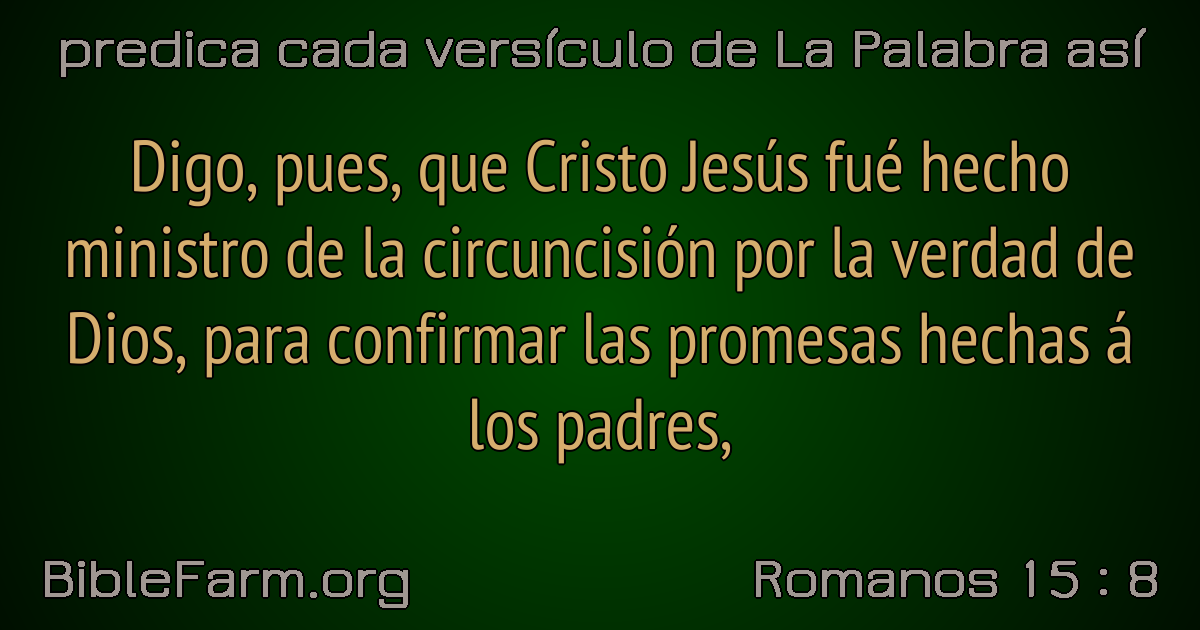 predica cada versículo de La Palabra así
Digo, pues, que Cristo Jesús fué hecho
ministro de la circuncisión por la verdad de
Dios, para confirmar las promesas hechas á
los padres,
BibleFarm.org
Romanos 15 : 8